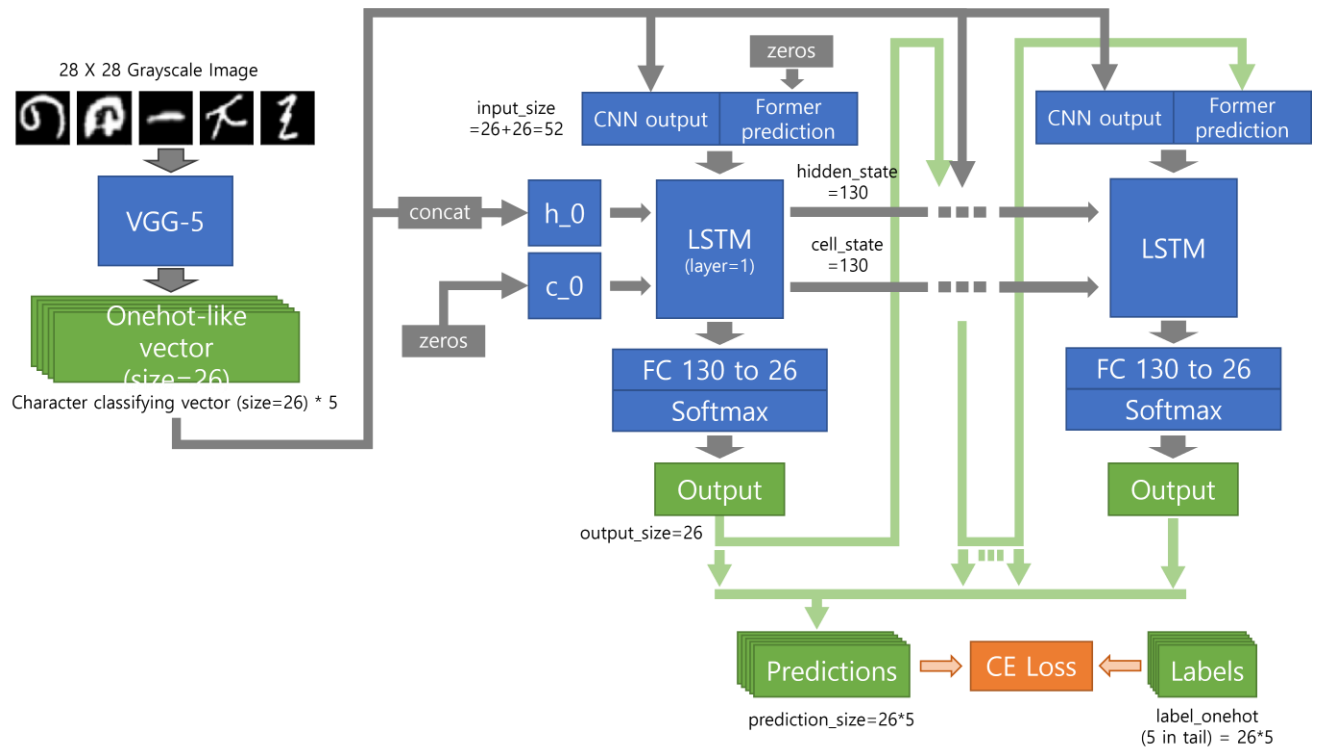 28 X 28 Grayscale Image
VGG-5
Onehot-like
vector
(size=26)
Character classifying vector (size=26) * 5
concat
zeros
h_0
c_0
zeros
input_size
=26+26=52
CNN output
Former
prediction
LSTM
(layer=1)
hidden_state
=130
cell_state
=130
FC 130 to 26
Softmax
Output
output_size=26
CNN output
Former
prediction
LSTM
FC 130 to 26
Softmax
Output
Predictions
prediction_size=26*5
CE Loss
Labels
label_onehot
(5 in tail) = 26*5